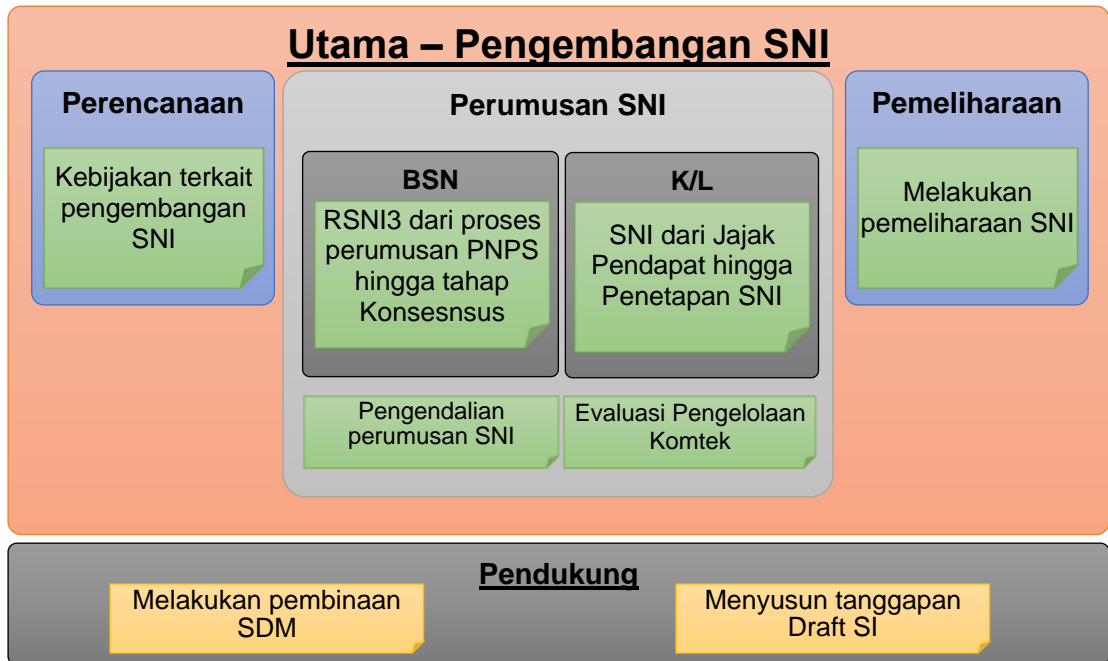 Utama – Pengembangan SNI
Perencanaan
Kebijakan terkait
pengembangan
SNI
Perumusan SNI
BSN
RSNI3 dari proses
perumusan PNPS
hingga tahap
Konsesnsus
K/L
SNI dari Jajak
Pendapat hingga
Penetapan SNI
Pengendalian
perumusan SNI
Evaluasi Pengelolaan
Komtek
Pemeliharaan
Melakukan
pemeliharaan SNI
Pendukung
Melakukan pembinaan
SDM
Menyusun tanggapan
Draft SI